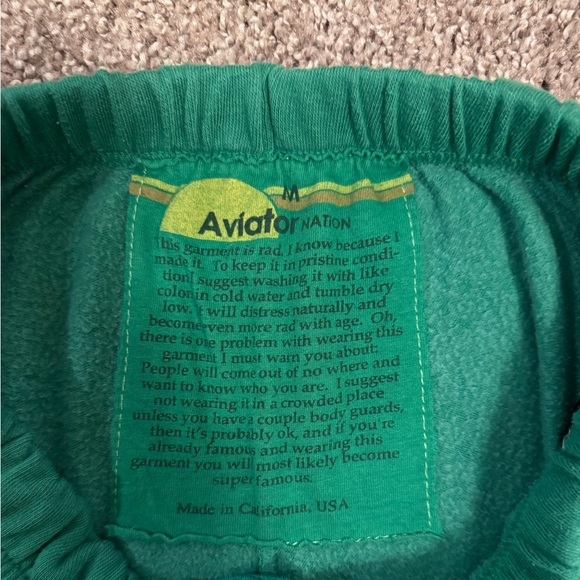 M
Aviator NATION
This garment is rad, I know because I
made it. To keep it in pristine condi-
tion I suggest washing it with like
color in cold water and tumble dry
low. It will distress naturally and
become even more rad with age. Oh,
there is one problem with wearing this
garment I must warn you about:
People will come out of no where and
want to know who you are. I suggest
not wearing it in a crowded place
unless you have a couple body guards,
then it's probably ok, and if you're
already famous and wearing this
garment you will most likely become
super famous.
Made in California, USA